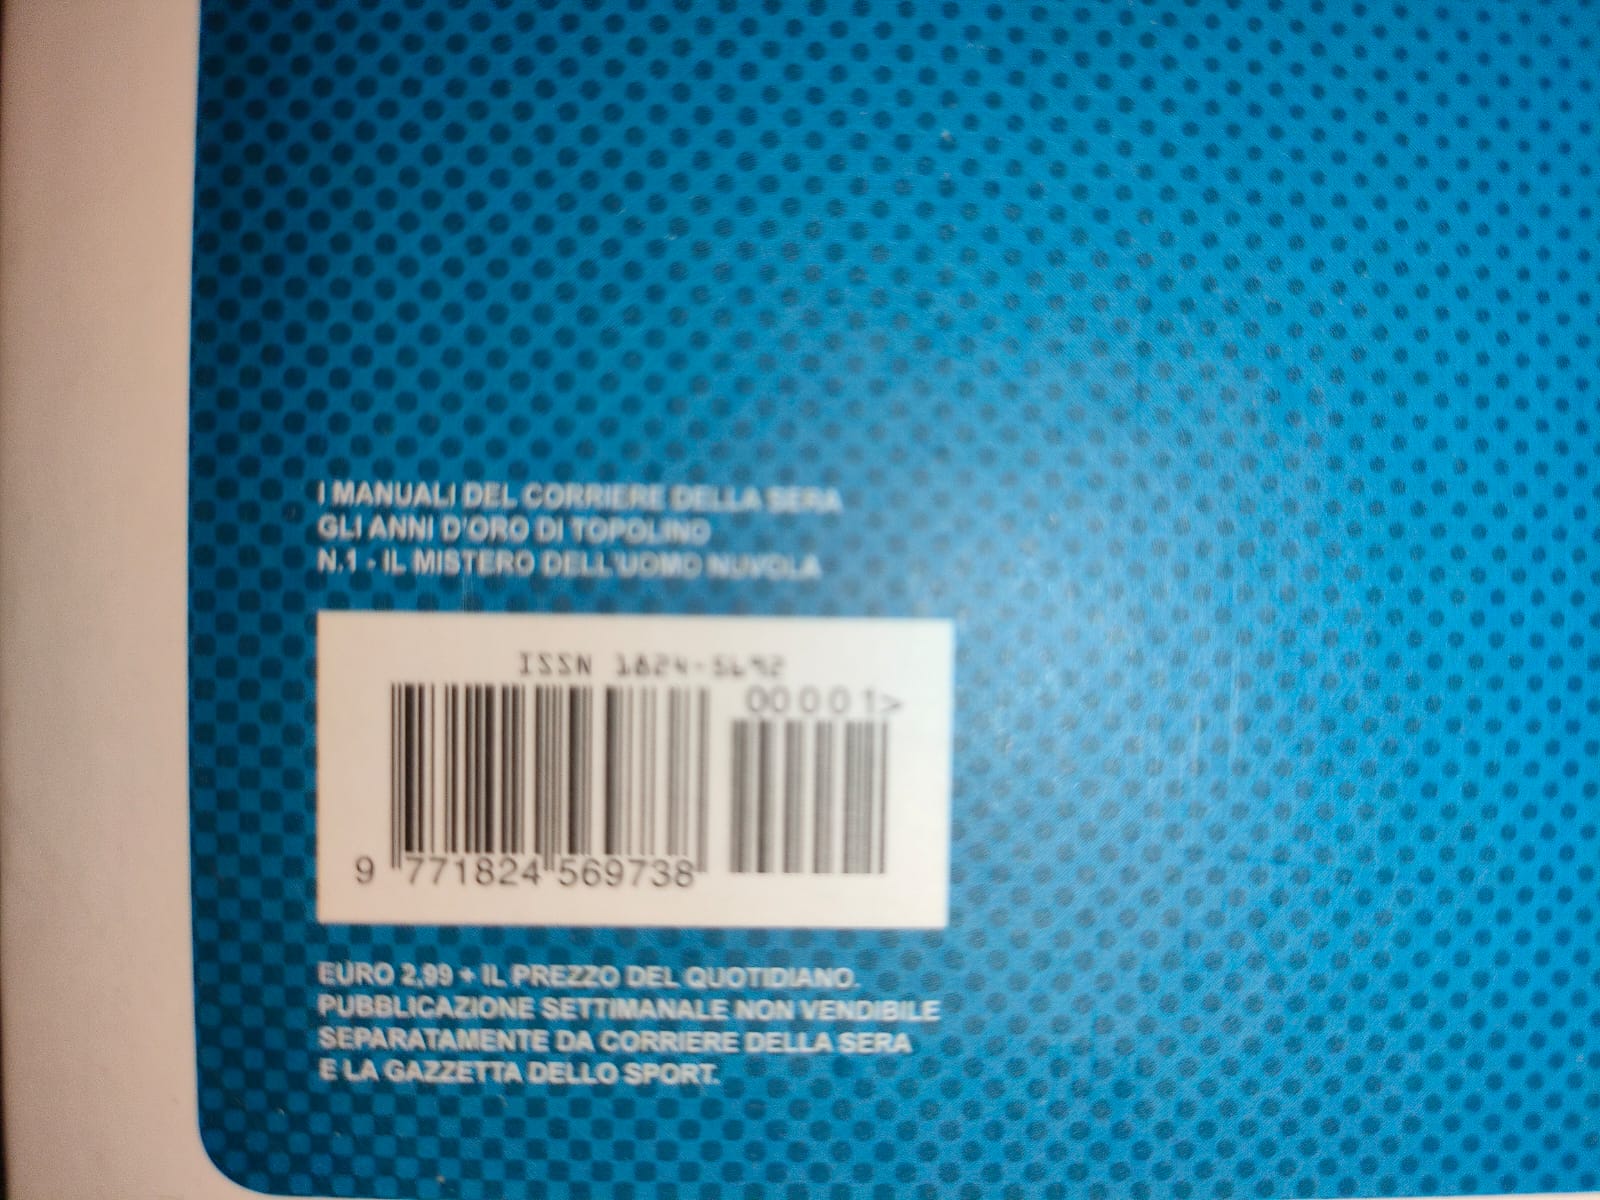 I MANUALI DEL CORRIERE DELLA SERA
GLI ANNI D'ORO DI TOPOLINO
N.1 - IL MISTERO DELL'UOMO NUVOLA
ISSN 1824-5692
00001>
9 771824 569738
EURO 2,99 + IL PREZZO DEL QUOTIDIANO.
PUBBLICAZIONE SETTIMANALE NON VENDIBILE
SEPARATAMENTE DA CORRIERE DELLA SERA
E LA GAZZETTA DELLO SPORT.